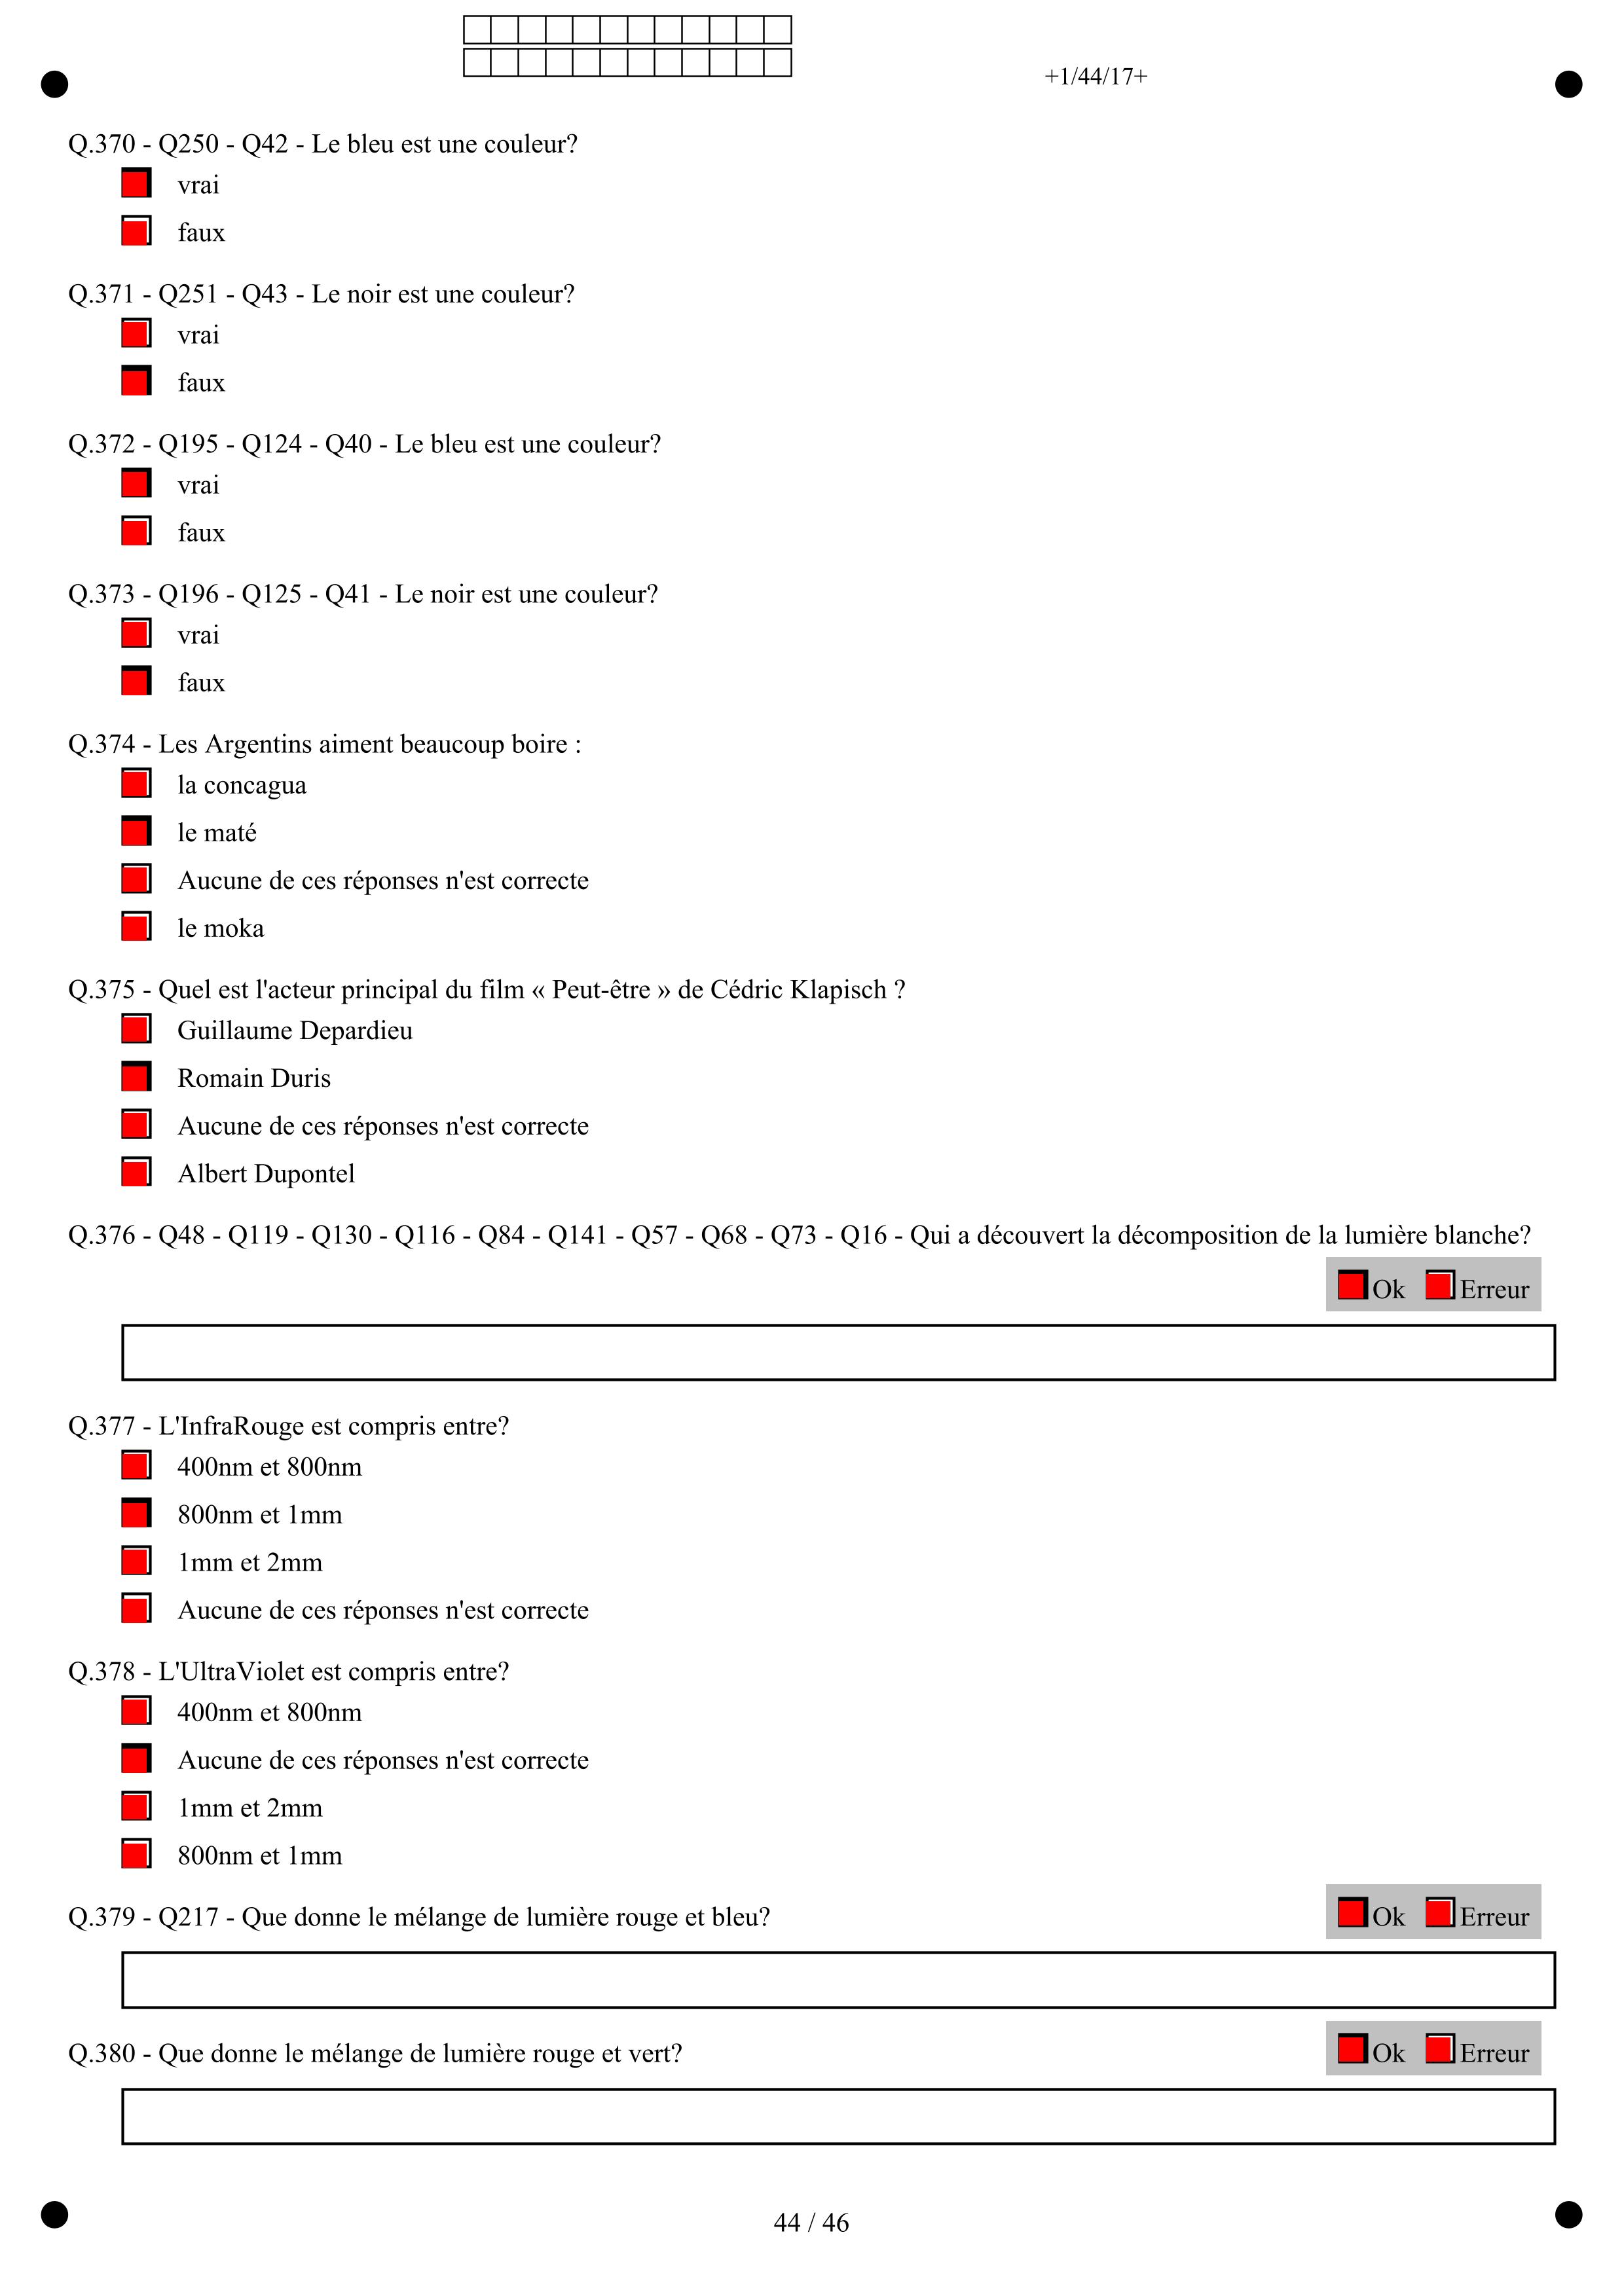 +1/44/17+
Q.370 - Q250 - Q42 - Le bleu est une couleur?
vrai
faux
Q.371 - Q251 - Q43 - Le noir est une couleur?
vrai
faux
Q.372 - Q195 - Q124 - Q40 - Le bleu est une couleur?
vrai
faux
Q.373 - Q196 - Q125 - Q41 - Le noir est une couleur?
vrai
faux
Q.374 - Les Argentins aiment beaucoup boire :
la concagua
le maté
Aucune de ces réponses n'est correcte
le moka
Q.375 - Quel est l'acteur principal du film « Peut-être » de Cédric Klapisch ?
Guillaume Depardieu
Romain Duris
Aucune de ces réponses n'est correcte
Albert Dupontel
Q.376 - Q48 - Q119 - Q130 - Q116 - Q84 - Q141 - Q57 - Q68 - Q73 - Q16 - Qui a découvert la décomposition de la lumière blanche?
Ok Erreur
Q.377 - L'InfraRouge est compris entre?
400nm et 800nm
800nm et 1mm
1mm et 2mm
Aucune de ces réponses n'est correcte
Q.378 - L'UltraViolet est compris entre?
400nm et 800nm
Aucune de ces réponses n'est correcte
1mm et 2mm
800nm et 1mm
Q.379 - Q217 - Que donne le mélange de lumière rouge et bleu? Ok Erreur
Q.380 - Que donne le mélange de lumière rouge et vert? Ok Erreur
44 / 46